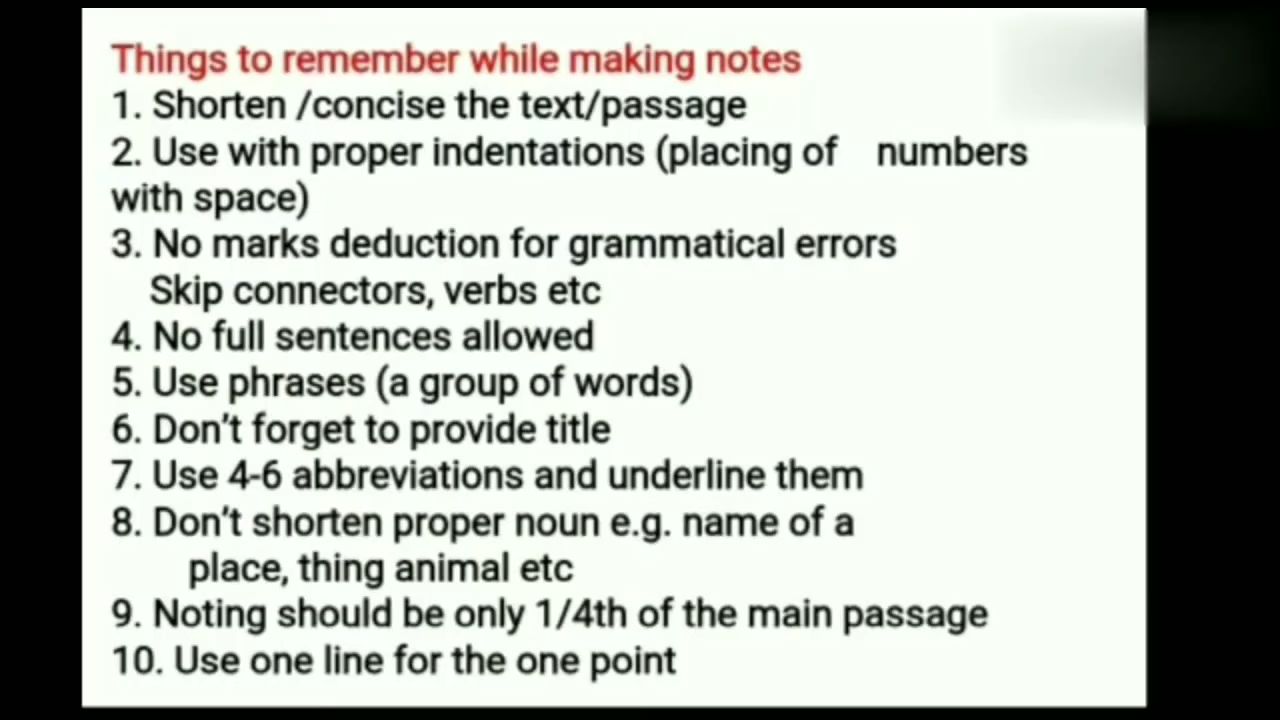 Things to remember while making notes
1. Shorten /concise the text/passage
2. Use with proper indentations (placing of numbers
with space)
3. No marks deduction for grammatical errors
Skip connectors, verbs etc
4. No full sentences allowed
5. Use phrases (a group of words)
6. Don't forget to provide title
7. Use 4-6 abbreviations and underline them
8. Don't shorten proper noun e.g. name of a
place, thing animal etc
9. Noting should be only 1/4th of the main passage
10. Use one line for the one point